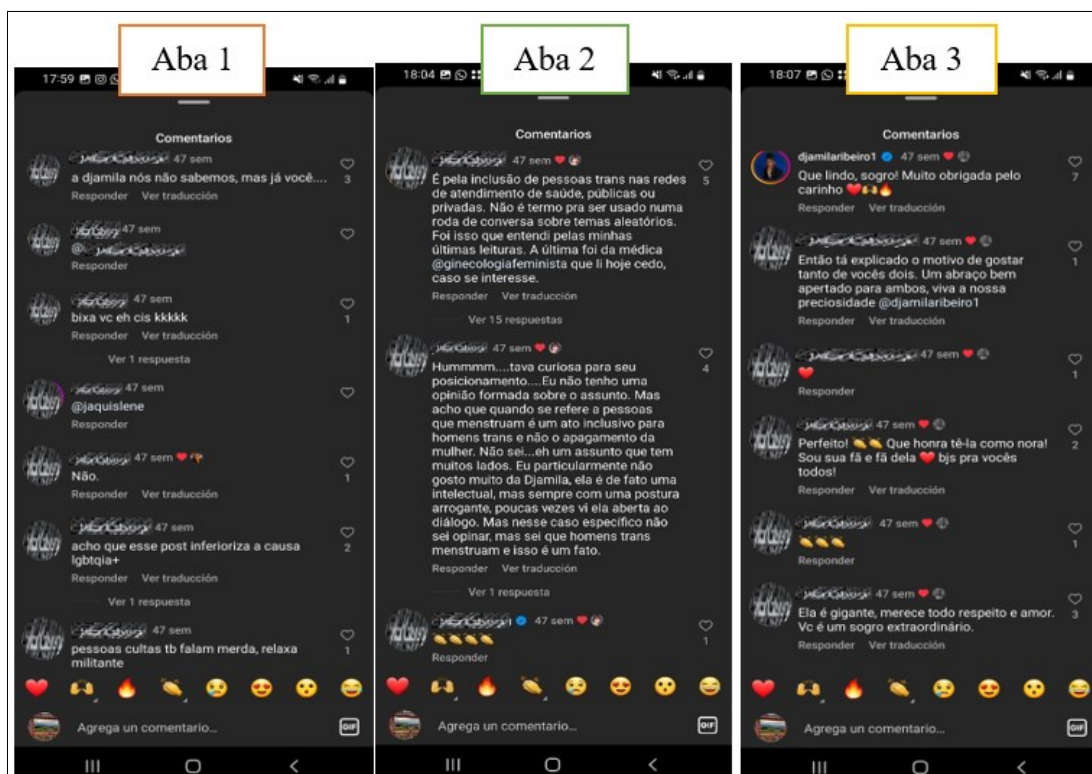 Aba 1
17:59
Comentarios
47 sem
a djamila nós não sabemos, mas já você....
3
Responder Ver traducción
47 sem
@
Responder
47 sem
bixa vc eh cis kkkkk
1
Responder Ver traducción
Ver 1 respuesta
47 sem
@jaquislene
Responder
47 sem
Não.
1
Responder Ver traducción
47 sem
acho que esse post inferioriza a causa
lgbtqia+
2
Responder Ver traducción
Ver 1 respuesta
47 sem
pessoas cultas tb falam merda, relaxa
militante
1
Agrega un comentario...
GIF
Aba 2
18:04
Comentarios
47 sem
É pela inclusão de pessoas trans nas redes
5
de atendimento de saúde, públicas ou
privadas. Não é termo pra ser usado numa
roda de conversa sobre temas aleatórios.
Foi isso que entendi pelas minhas
últimas leituras. A última foi da médica
@ginecologiafeminista que li hoje cedo,
caso se interesse.
Responder Ver traducción
Ver 15 respuestas
47 sem
Hummmm....tava curiosa para seu
4
posicionamento....Eu não tenho uma
opinião formada sobre o assunto. Mas
acho que quando se refere a pessoas
que menstruam é um ato inclusivo para
homens trans e não o apagamento da
mulher. Não sei...eh um assunto que tem
muitos lados. Eu particularmente não
gosto muito da Djamila, ela é de fato uma
intelectual, mas sempre com uma postura
arrogante, poucas vezes vi ela aberta ao
diálogo. Mas nesse caso específico não
sei opinar, mas sei que homens trans
menstruam e isso é um fato.
Responder Ver traducción
Ver 1 respuesta
47 sem
1
Responder
Agrega un comentario...
GIF
Aba 3
18:07
Comentarios
djamilaribeiro1 47 sem
Que lindo, sogro! Muito obrigada pelo
carinho
7
Responder Ver traducción
47 sem
Então tá explicado o motivo de gostar
1
tanto de vocês dois. Um abraço bem
apertado para ambos, viva a nossa
preciosidade @djamilaribeiro1
Responder Ver traducción
47 sem
1
Responder
47 sem
Perfeito! Que honra tê-la como nora!
2
Sou sua fã e fã dela bjs pra vocês
todos!
Responder Ver traducción
47 sem
1
Responder
47 sem
Ela é gigante, merece todo respeito e amor.
3
Vc é um sogro extraordinário.
Responder Ver traducción
Agrega un comentario...
GIF